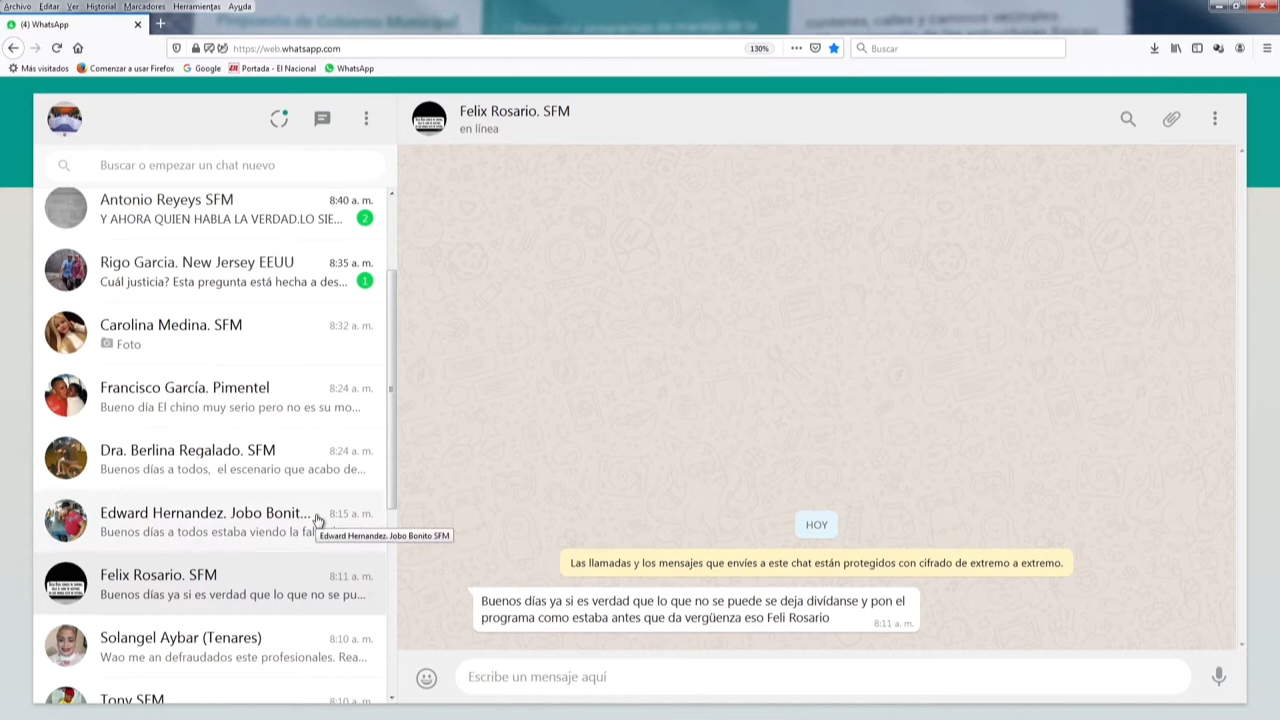 Propuesta de Gobierno Municipal
Archivo Editar Ver Historial Marcadores Herramientas Ayuda
(4) WhatsApp
https://web.whatsapp.com
130%
Buscar
Más visitados Comenzar a usar Firefox Google Portada - El Nacional WhatsApp
Felix Rosario. SFM
en línea
Buscar o empezar un chat nuevo
Antonio Reyeys SFM 8:40 a. m.
Y AHORA QUIEN HABLA LA VERDAD.LO SIE... 2
Rigo Garcia. New Jersey EEUU 8:35 a. m.
Cuál justicia? Esta pregunta está hecha a des... 1
Carolina Medina. SFM 8:32 a. m.
Foto
Francisco García. Pimentel 8:24 a. m.
Bueno día El chino muy serio pero no es su mo...
Dra. Berlina Regalado. SFM 8:24 a. m.
Buenos días a todos, el escenario que acabo de...
Edward Hernandez. Jobo Bonit... 8:15 a. m.
Buenos días a todos estaba viendo la fal
Edward Hernandez. Jobo Bonito SFM
Felix Rosario. SFM 8:11 a. m.
Buenos días ya si es verdad que lo que no se pu...
Solangel Aybar (Tenares) 8:10 a. m.
Wao me an defraudados este profesionales. Rea...
Tony SFM 8:10 a. m.
HOY
Las llamadas y los mensajes que envíes a este chat están protegidos con cifrado de extremo a extremo.
Buenos días ya si es verdad que lo que no se puede se deja divídanse y pon el
programa como estaba antes que da vergüenza eso Feli Rosario
8:11 a. m.
Escribe un mensaje aquí